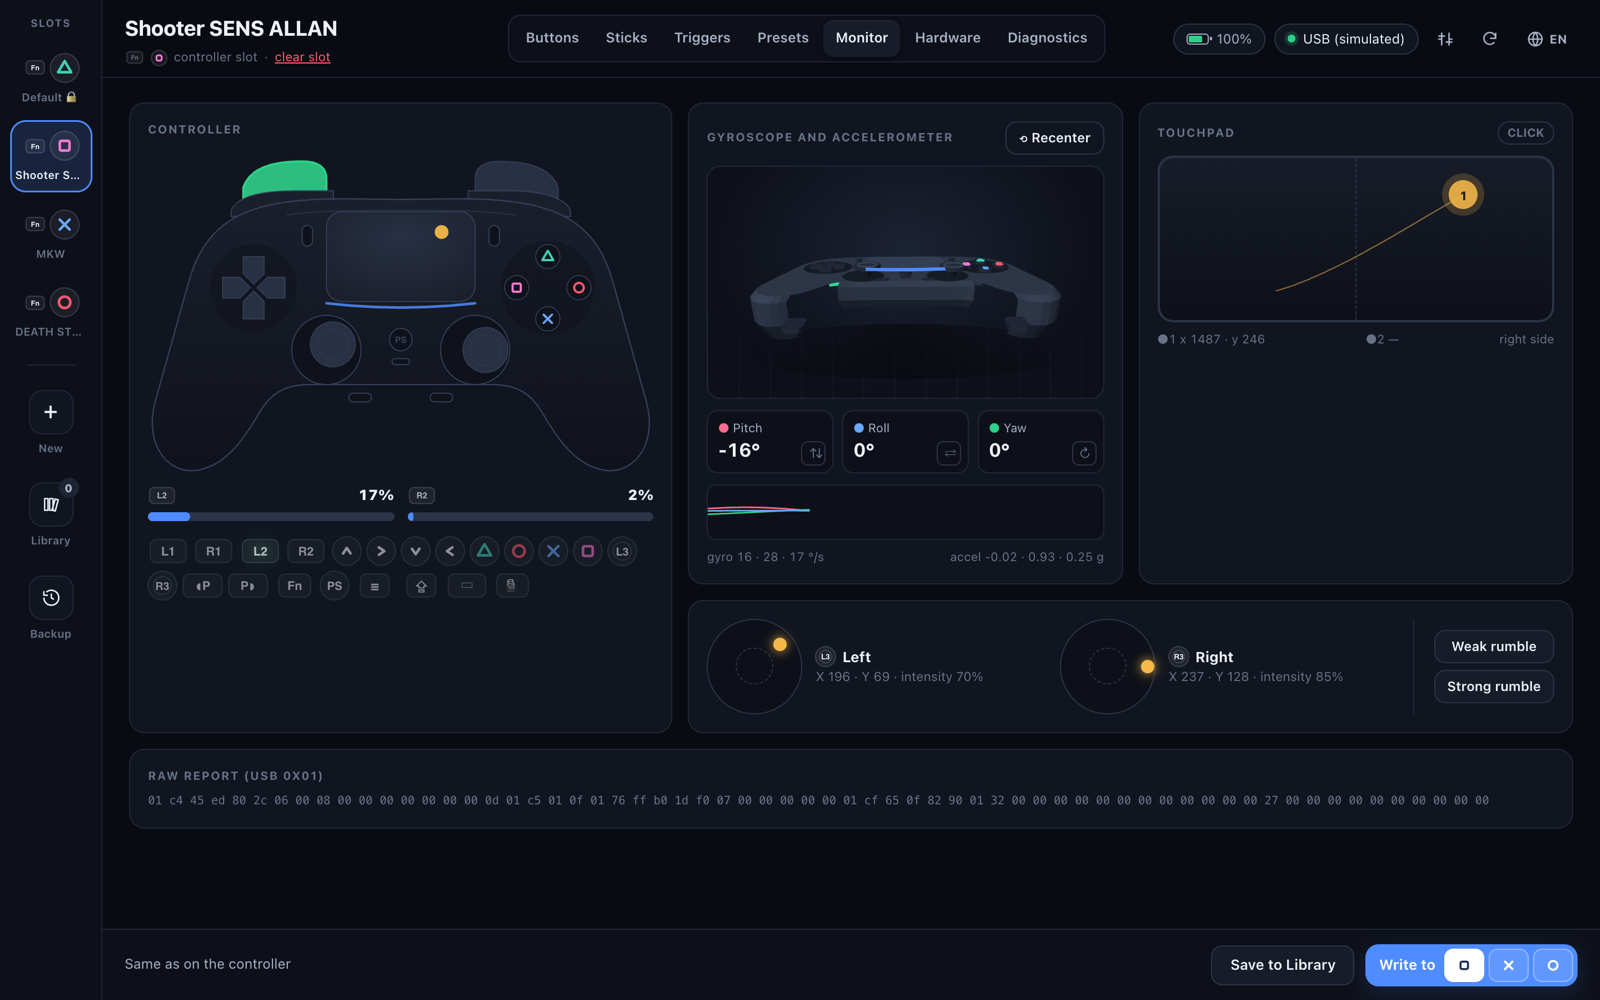 SLOTS
Fn
Default
Fn
Shooter S...
Fn
MKW
Fn
DEATH ST...
New
0
Library
Backup
Shooter SENS ALLAN
Fn controller slot · clear slot
Buttons Sticks Triggers Presets Monitor Hardware Diagnostics
100%
USB (simulated)
EN
CONTROLLER
PS
L2 17% R2 2%
L1 R1 L2 R2 L3
R3 P P Fn PS
GYROSCOPE AND ACCELEROMETER
Recenter
Pitch
-16°
Roll
0°
Yaw
0°
gyro 16 · 28 · 17 °/s accel -0.02 · 0.93 · 0.25 g
TOUCHPAD CLICK
1
1 x 1487 · y 246 2 — right side
L3 Left
X 196 · Y 69 · intensity 70%
R3 Right
X 237 · Y 128 · intensity 85%
Weak rumble
Strong rumble
RAW REPORT (USB 0X01)
01 c4 45 ed 80 2c 06 00 08 00 00 00 00 00 00 00 0d 01 c5 01 0f 01 76 ff b0 1d f0 07 00 00 00 00 00 01 cf 65 0f 82 90 01 32 00 00 00 00 00 00 00 00 00 00 00 00 27 00 00 00 00 00 00 00 00 00 00
Same as on the controller
Save to Library
Write to